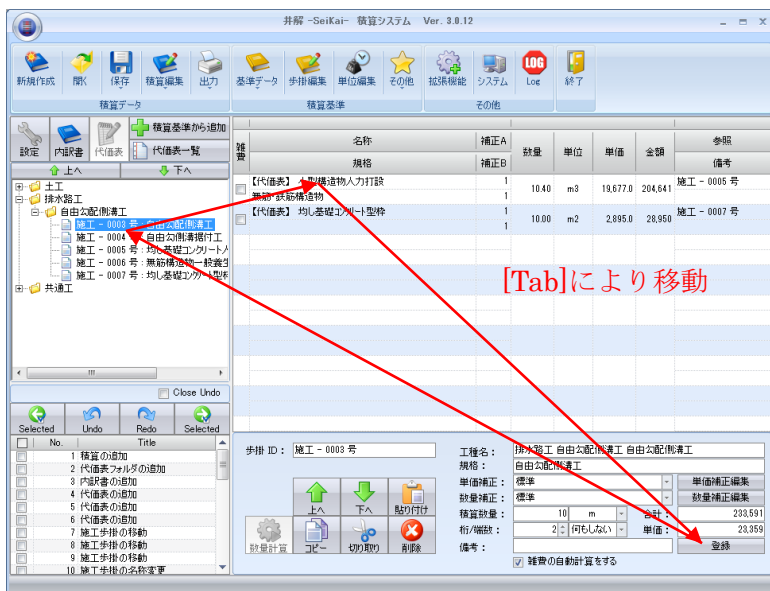 井解 -SeiKai- 積算システム Ver. 3.0.12
新規作成 開く 保存 積算編集 出力 基準データ 歩掛編集 単位編集 その他 拡張機能 システム Log 終了
積算データ 積算基準 その他
設定 内訳書 代価表 積算基準から追加
代価表一覧
上へ 下へ
土工
排水路工
自由勾配側溝工
施工 - 0003 号 : 自由勾配側溝工
施工 - 0004 号 : 自由勾側溝据付工
施工 - 0005 号 : 均し基礎コンクリート人
施工 - 0006 号 : 無筋構造物一般養生
施工 - 0007 号 : 均し基礎コンクリート型枠
共通工
Close Undo
Selected Undo Redo Selected
No. Title
1 積算の追加
2 代価表フォルダの追加
3 内訳書の追加
4 代価表の追加
5 代価表の追加
6 代価表の追加
7 施工歩掛の移動
8 施工歩掛の移動
9 施工歩掛の移動
10 施工歩掛の名称変更
雑費 名称 補正A 数量 単位 単価 金額 参照
規格 補正B 備考
【代価表】 小型構造物人力打設 1 10.40 m3 19,677.0 204,641 施工 - 0005 号
無筋・鉄筋構造物 1
【代価表】 均し基礎コンクリート型枠 1 10.00 m2 2,895.0 28,950 施工 - 0007 号
1
[Tab]により移動
歩掛 ID : 施工 - 0003 号
上へ 下へ 貼り付け
数量計算 コピー 切り取り 削除
工種名 : 排水路工 自由勾配側溝工 自由勾配側溝工
規格 : 自由勾配側溝工
単価補正 : 標準 単価補正編集
数量補正 : 標準 数量補正編集
積算数量 : 10 m 合計 : 233,591
桁/端数 : 2 (何もしない) 単価 : 23,359
備考 : 登録
雑費の自動計算をする